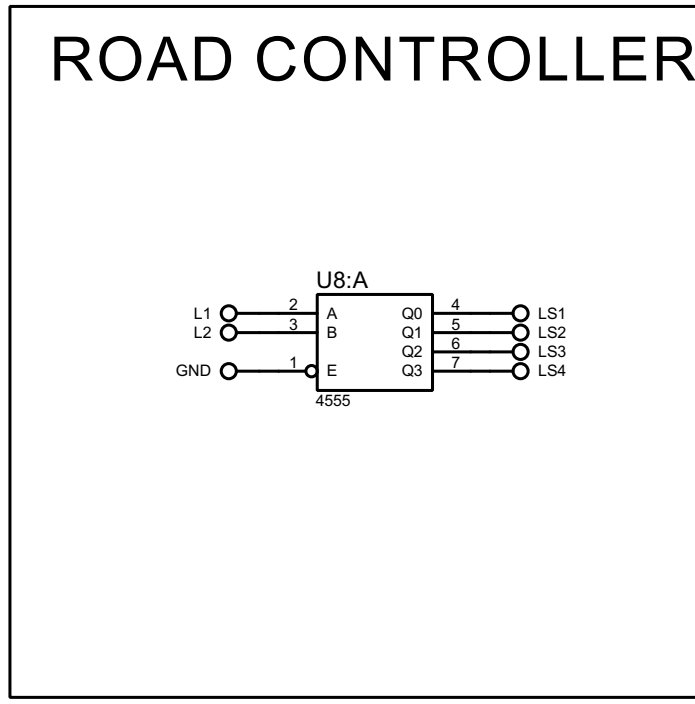 ROAD CONTROLLER
U8:A
L1 2 A Q0 4 LS1
L2 3 B Q1 5 LS2
Q2 6 LS3
GND 1 E Q3 7 LS4
4555